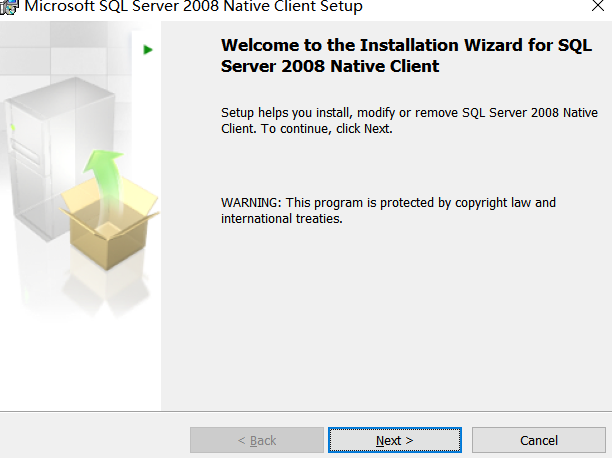 Microsoft SQL Server 2008 Native Client Setup
Welcome to the Installation Wizard for SQL
Server 2008 Native Client
Setup helps you install, modify or remove SQL Server 2008 Native
Client. To continue, click Next.
WARNING: This program is protected by copyright law and
international treaties.
< Back
Next >
Cancel